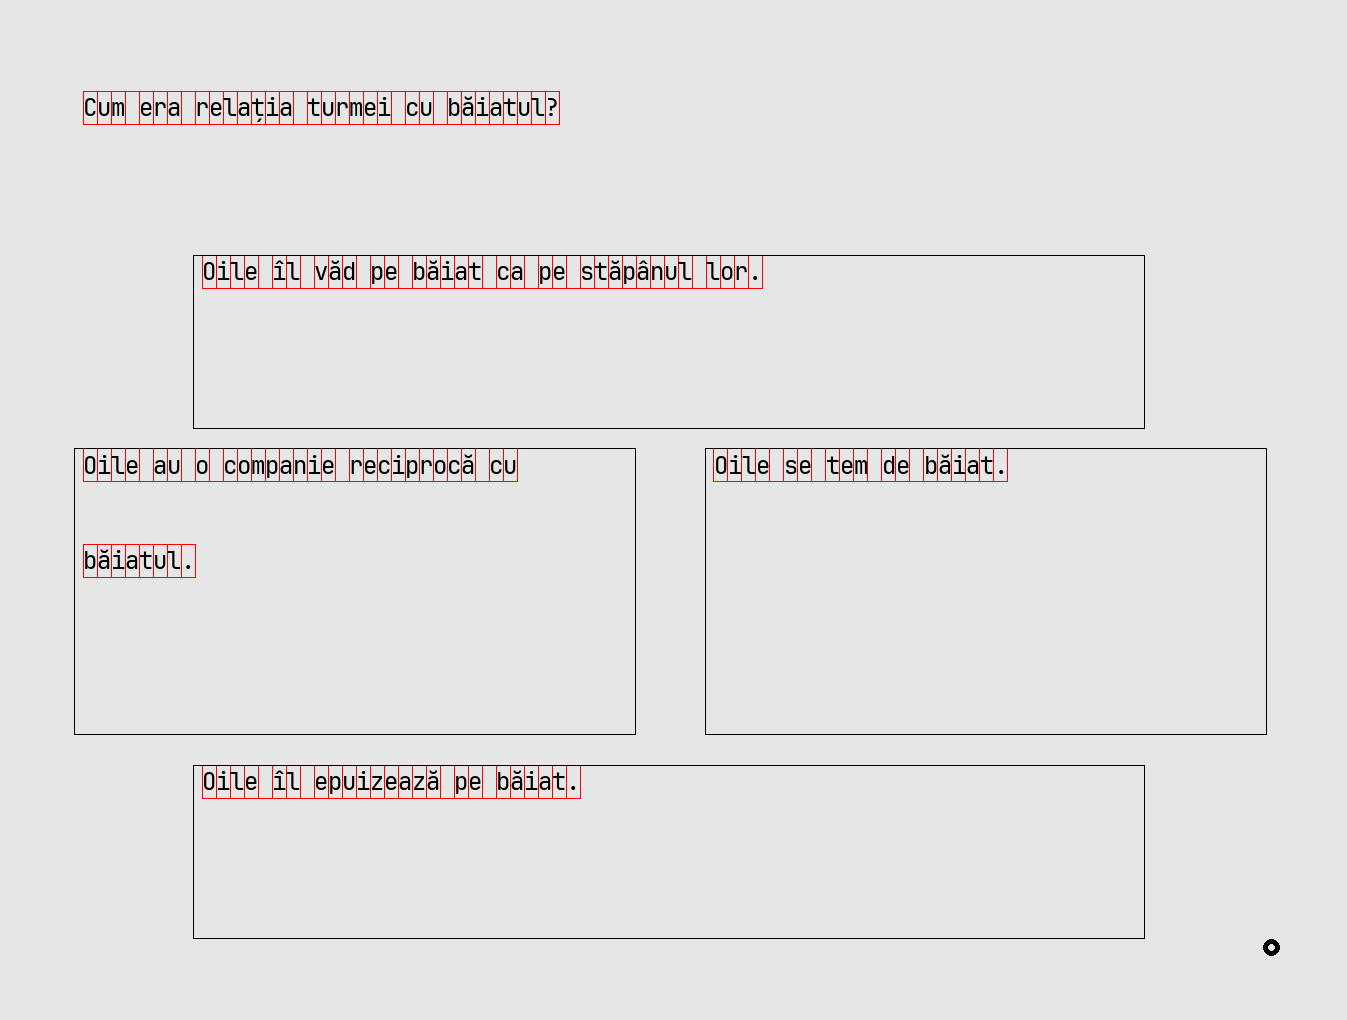 Cum era relația turmei cu băiatul?
Oile îl văd pe băiat ca pe stăpânul lor.
Oile au o companie reciprocă cu
băiatul.
Oile se tem de băiat.
Oile îl epuizează pe băiat.